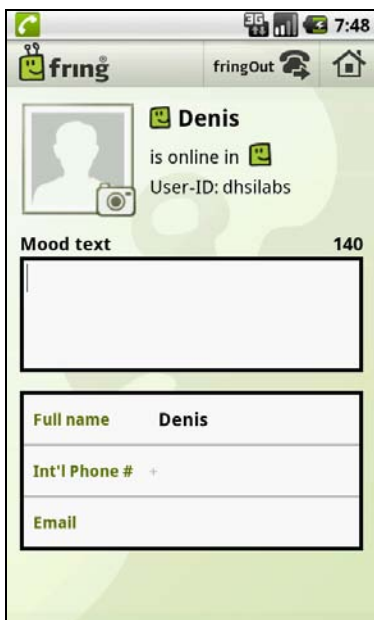 3G 7:48
fring fringOut
Denis
is online in
User-ID: dhsilabs
Mood text 140
Full name Denis
Int'l Phone # +
Email